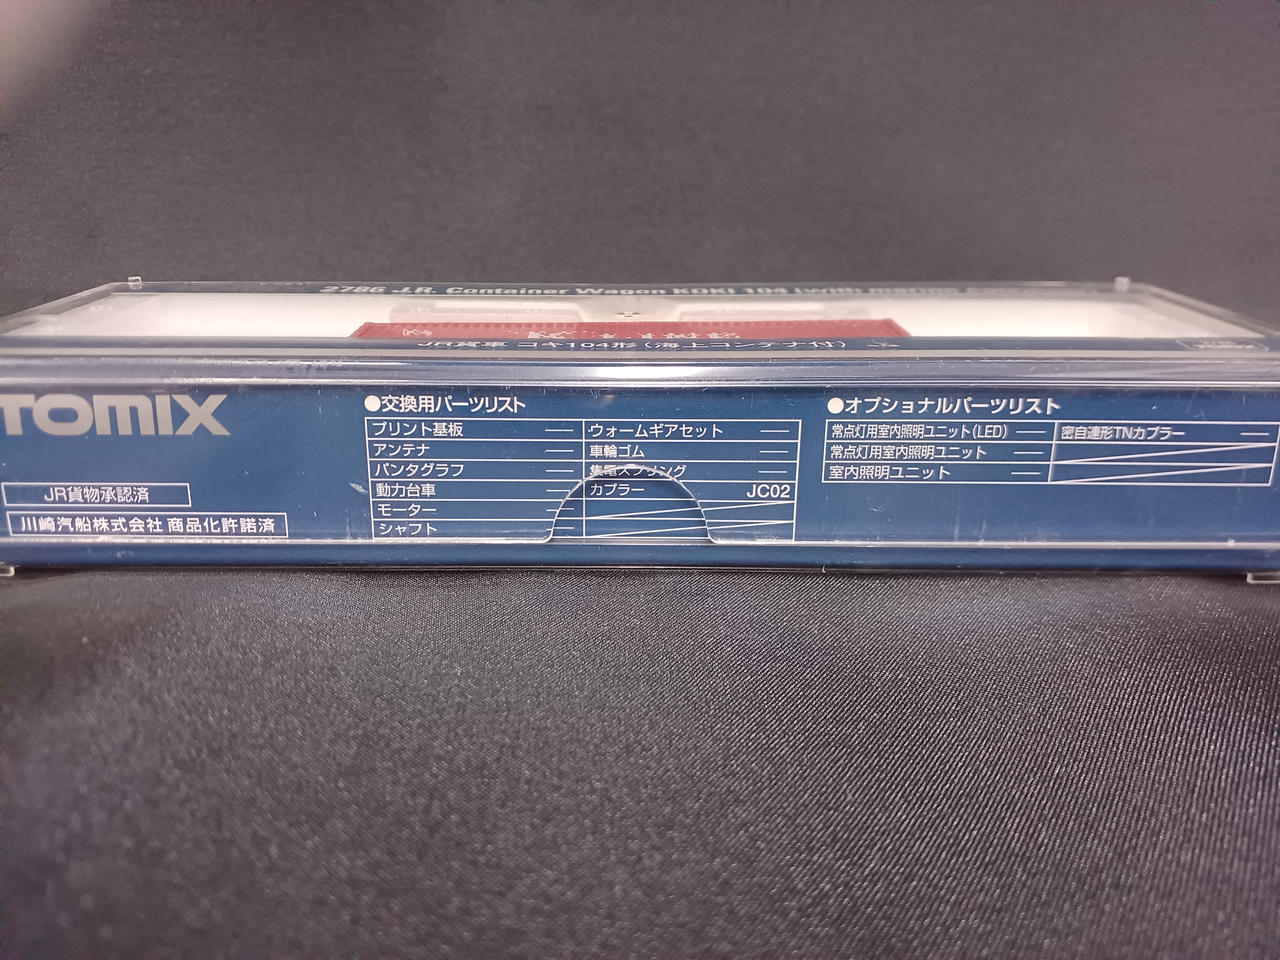 2786 J.R. Container Wagon KOKI 104 (with marine
JR貨車 コキ104形(海上コンテナ付)
TOMIX
JR貨物承認済
川崎汽船株式会社 商品化許諾済
●交換用パーツリスト
プリント基板 — ウォームギアセット —
アンテナ — 車輪ゴム —
パンタグラフ — 集電スプリング —
動力台車 — カプラー JC02
モーター —
シャフト —
●オプショナルパーツリスト
常点灯用室内照明ユニット(LED) — 密自連形TNカプラー —
常点灯用室内照明ユニット —
室内照明ユニット —